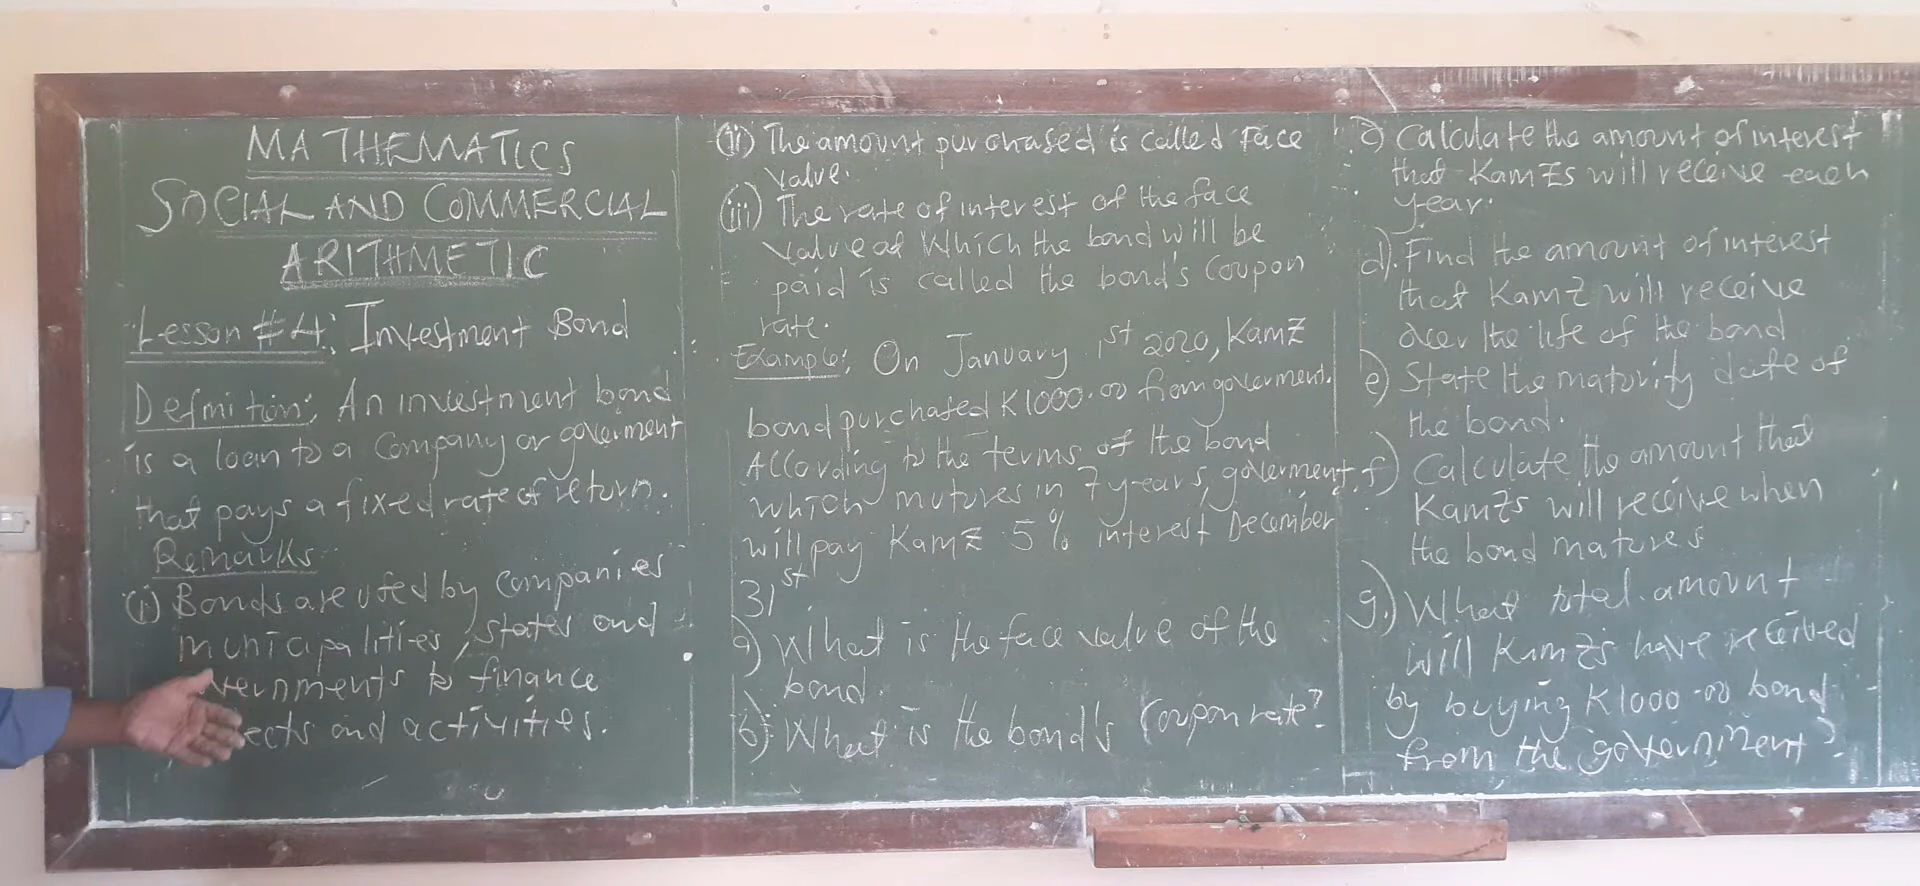 MATHEMATICS
SOCIAL AND COMMERCIAL
ARITHMETIC
Lesson #4: Investment Bond
Definition: An investment bond
is a loan to a company or goverment
that pays a fixed rate of return.
Remarks
(i) Bonds are used by companies
municipalities, states and
vernments to finance
ects and activities.
(ii) The amount purchased is called Face
value.
(iii) The rate of interest of the face
value at which the bond will be
paid is called the bond's coupon
rate.
Example: On January 1st 2020, KamZ
bond purchased K1000.00 from goverment.
According to the terms of the bond
which mutures in 7 years, goverment
will pay KamZ 5% interest December
31st
a) What is the face value of the
bond.
b) What is the bond's Coupon rate?
c) Calculate the amount of interest
that KamZs will receive each
year.
d). Find the amount of interest
that KamZ will receive
over the life of the bond
e) State the maturity date of
the bond.
f) Calculate the amount that
KamZs will receive when
the bond matures
g.) What total amount
will KamZs have received
by buying K1000.00 bond
from the government?